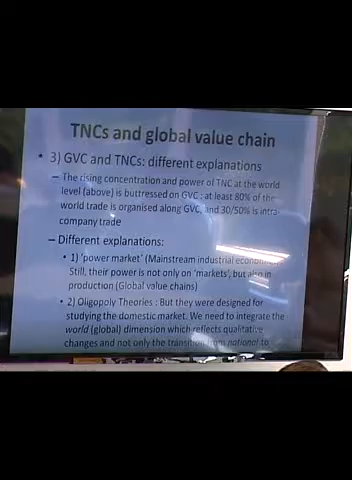 TNCs and global value chain
• 3) GVC and TNCs: different explanations
– The rising concentration and power of TNC at the world
level (above) is buttressed on GVC : at least 80% of the
world trade is organised along GVC, and 30/50% is intra-
company trade
– Different explanations:
• 1) 'power market' (Mainstream industrial
Still, their power is not only on 'markets', but also in
production (Global value chains)
• 2) Oligopoly Theories : But they were designed for
studying the domestic market. We need to integrate the
world (global) dimension which reflects qualitative
changes and not only the transition from national to